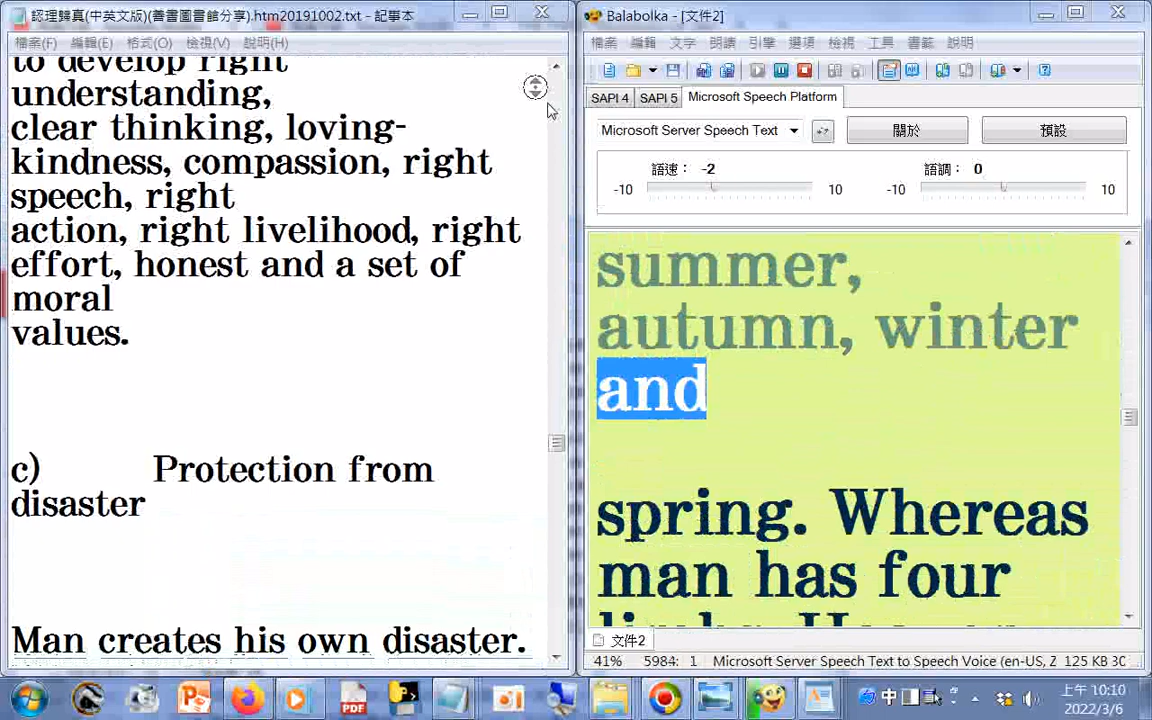 認理歸真(中英文版)(善書圖書館分享).htm20191002.txt - 記事本
檔案(F) 編輯(E) 格式(O) 檢視(V) 說明(H)
to develop right
understanding,
clear thinking, loving-
kindness, compassion, right
speech, right
action, right livelihood, right
effort, honest and a set of
moral
values.
c) Protection from
disaster
Man creates his own disaster.
Balabolka - [文件2]
檔案 編輯 文字 朗讀 引擎 選項 檢視 工具 書籤 說明
SAPI 4 SAPI 5 Microsoft Speech Platform
Microsoft Server Speech Text 關於 預設
語速： -2 語調： 0
-10 10 -10 10
summer,
autumn, winter
and
spring. Whereas
man has four
文件2
41% 5984: 1 Microsoft Server Speech Text to Speech Voice (en-US, Z 125 KB 30
中 上午 10:10
2022/3/6